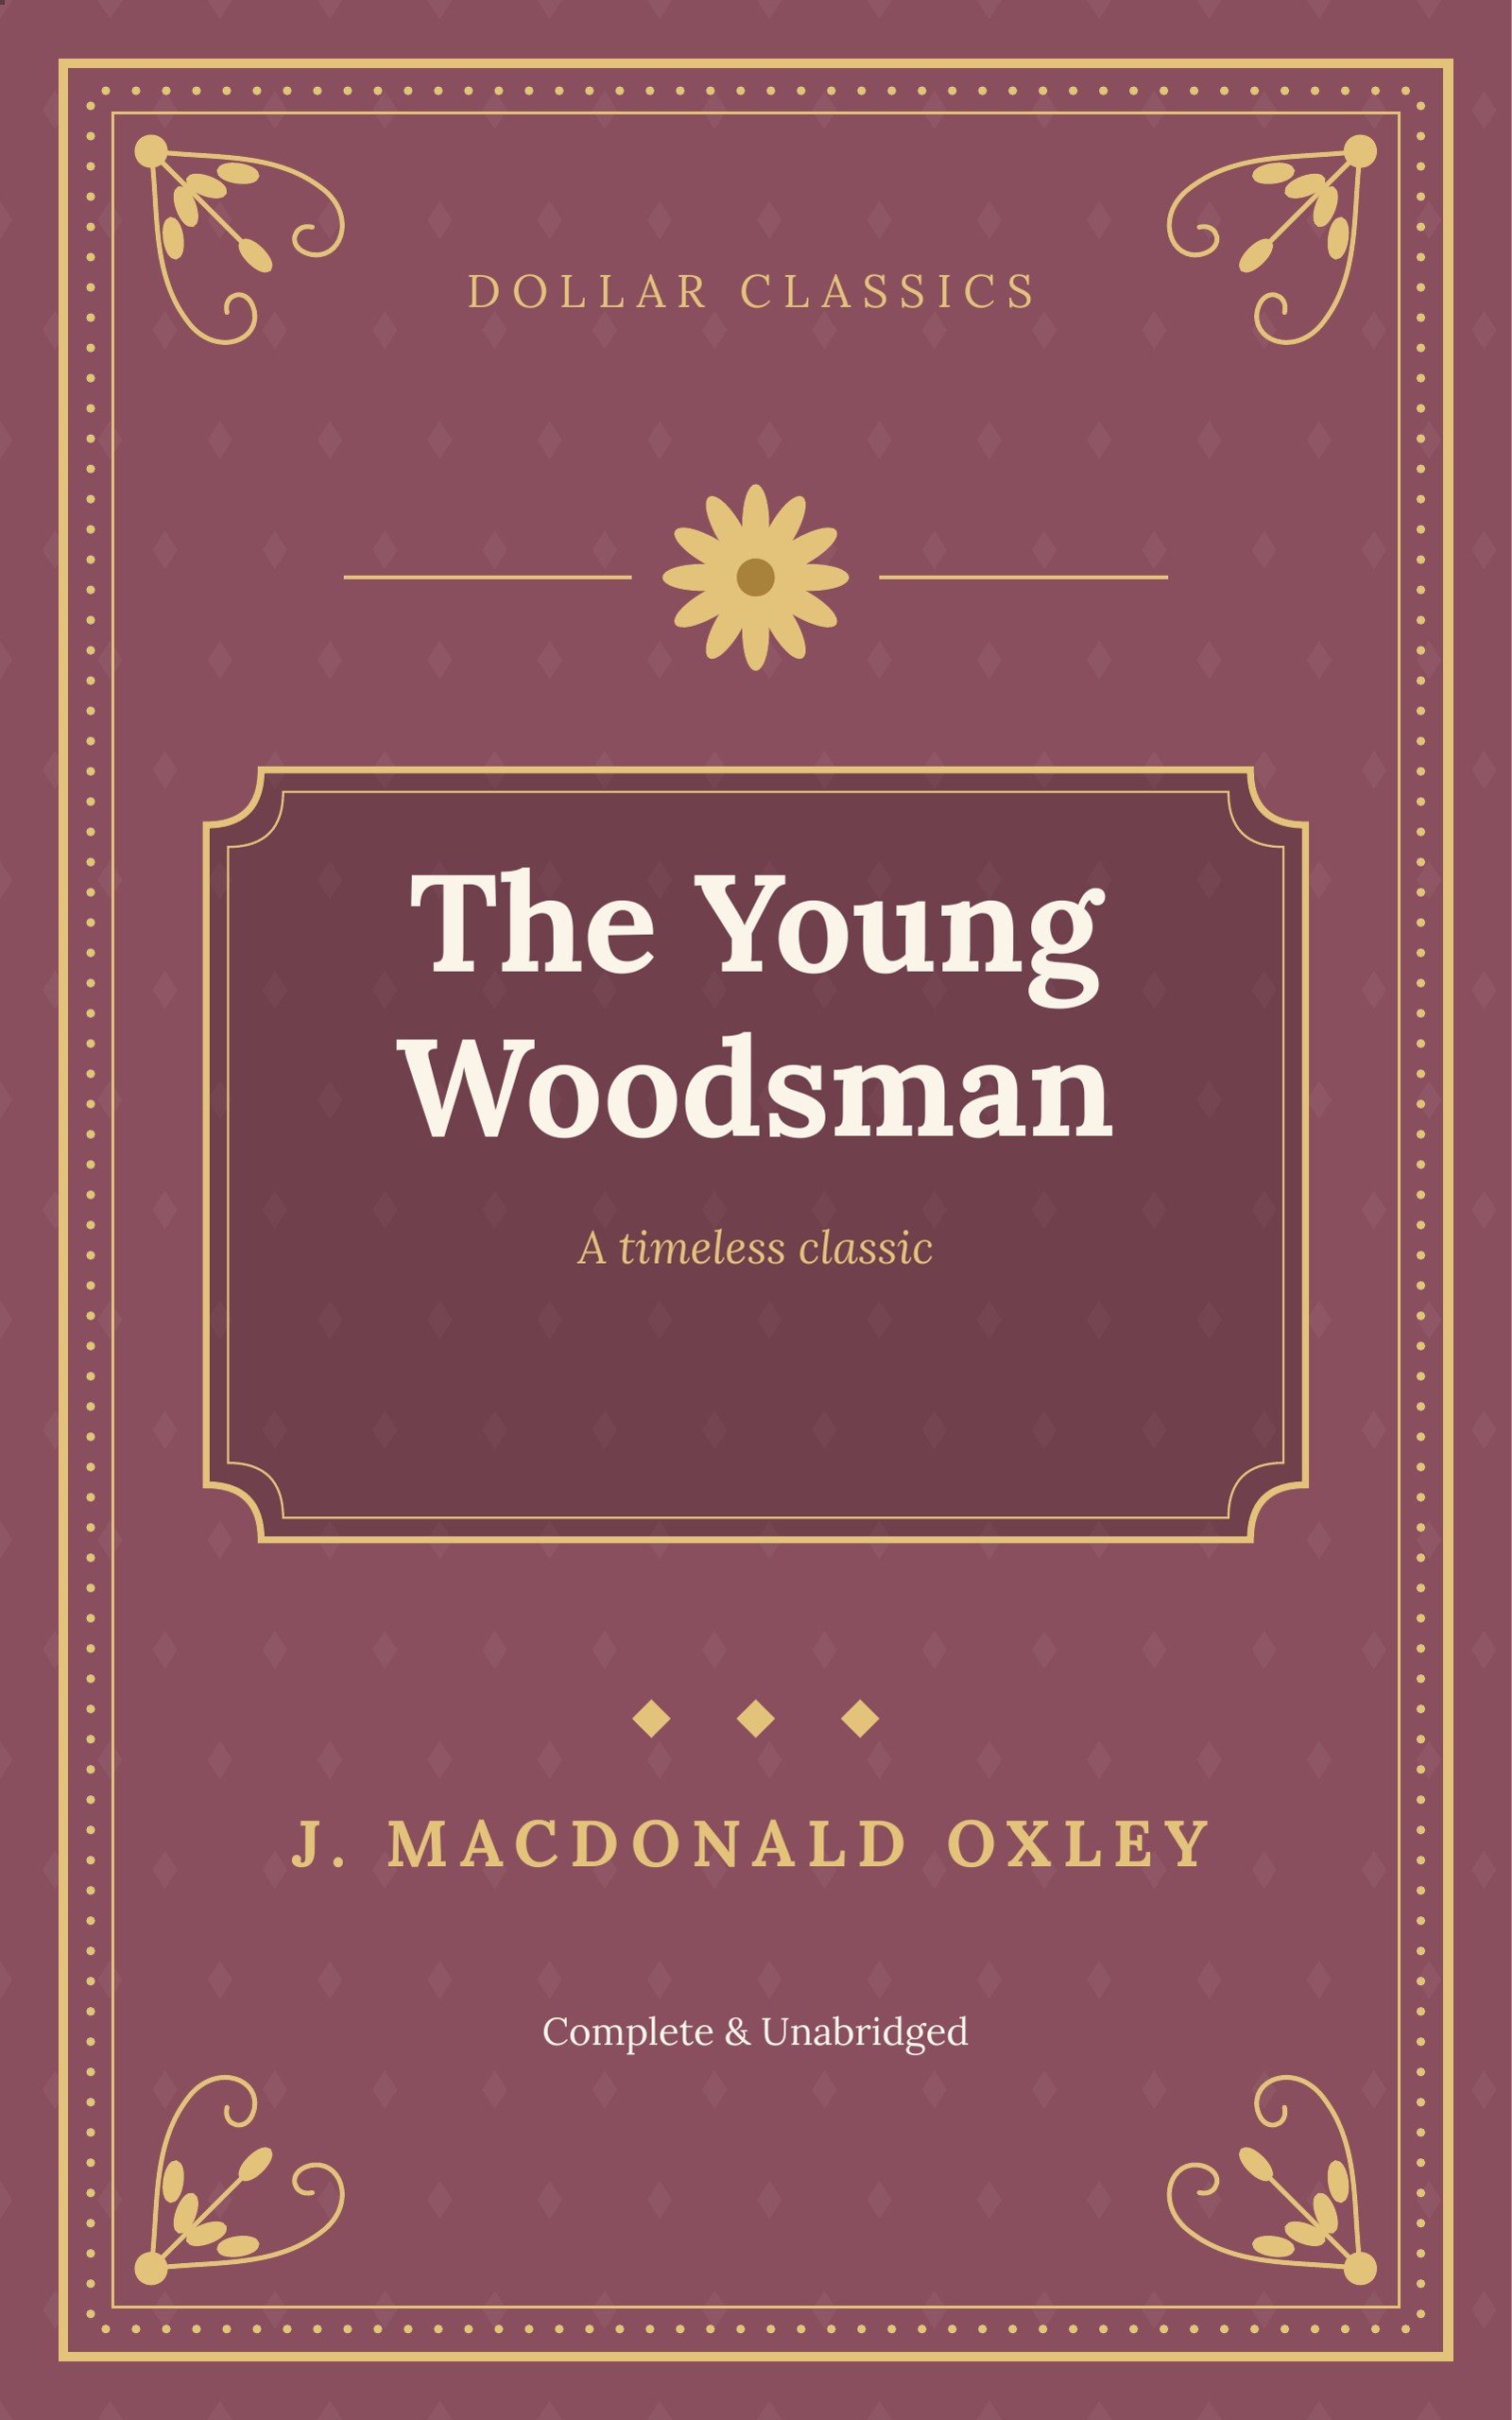 DOLLAR CLASSICS
The Young
Woodsman
A timeless classic
J. MACDONALD OXLEY
Complete & Unabridged